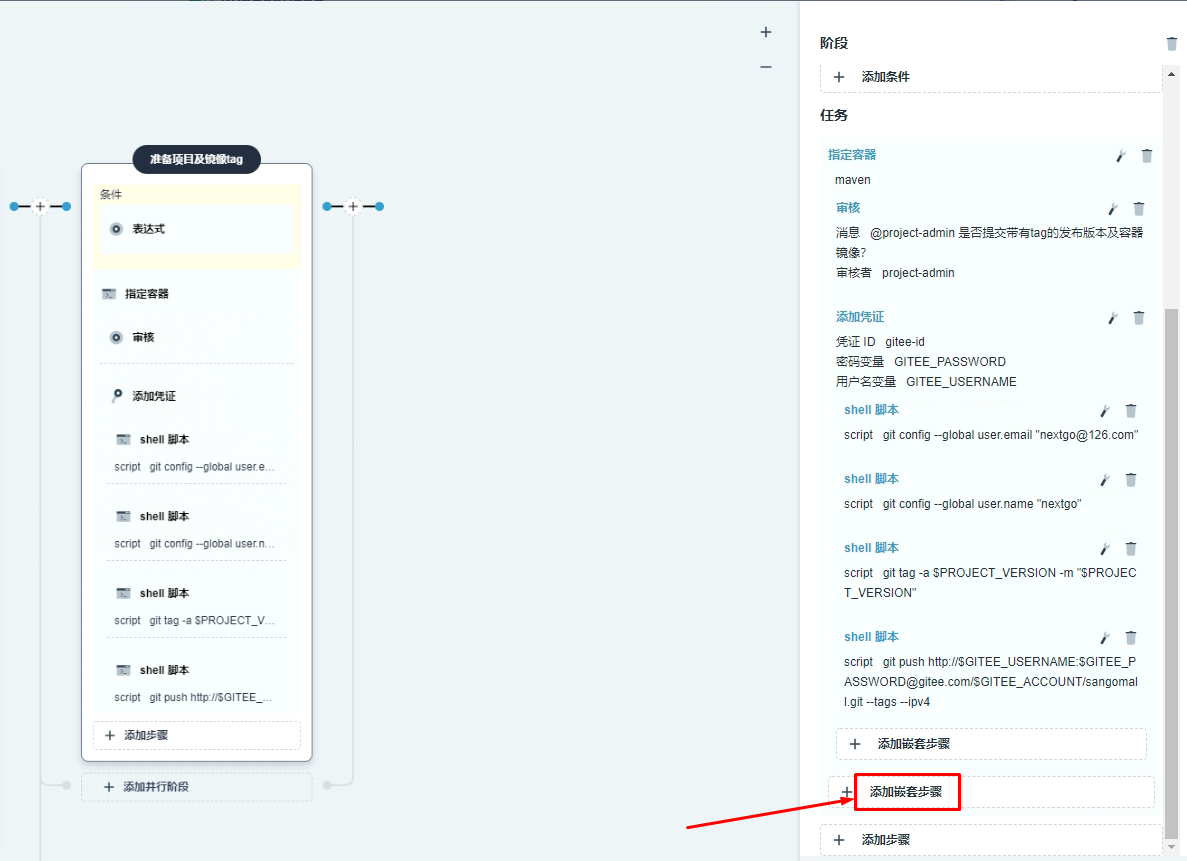 准备项目及镜像tag
条件
表达式
指定容器
审核
添加凭证
shell 脚本
script git config --global user.e...
shell 脚本
script git config --global user.n...
shell 脚本
script git tag -a $PROJECT_V...
shell 脚本
script git push http://$GITEE_...
添加步骤
添加并行阶段
阶段
添加条件
任务
指定容器
maven
审核
消息 @project-admin 是否提交带有tag的发布版本及容器
镜像?
审核者 project-admin
添加凭证
凭证 ID gitee-id
密码变量 GITEE_PASSWORD
用户名变量 GITEE_USERNAME
shell 脚本
script git config --global user.email "nextgo@126.com"
shell 脚本
script git config --global user.name "nextgo"
shell 脚本
script git tag -a $PROJECT_VERSION -m "$PROJEC
T_VERSION"
shell 脚本
script git push http://$GITEE_USERNAME:$GITEE_P
ASSWORD@gitee.com/$GITEE_ACCOUNT/sangomal
l.git --tags --ipv4
添加嵌套步骤
添加嵌套步骤
添加步骤